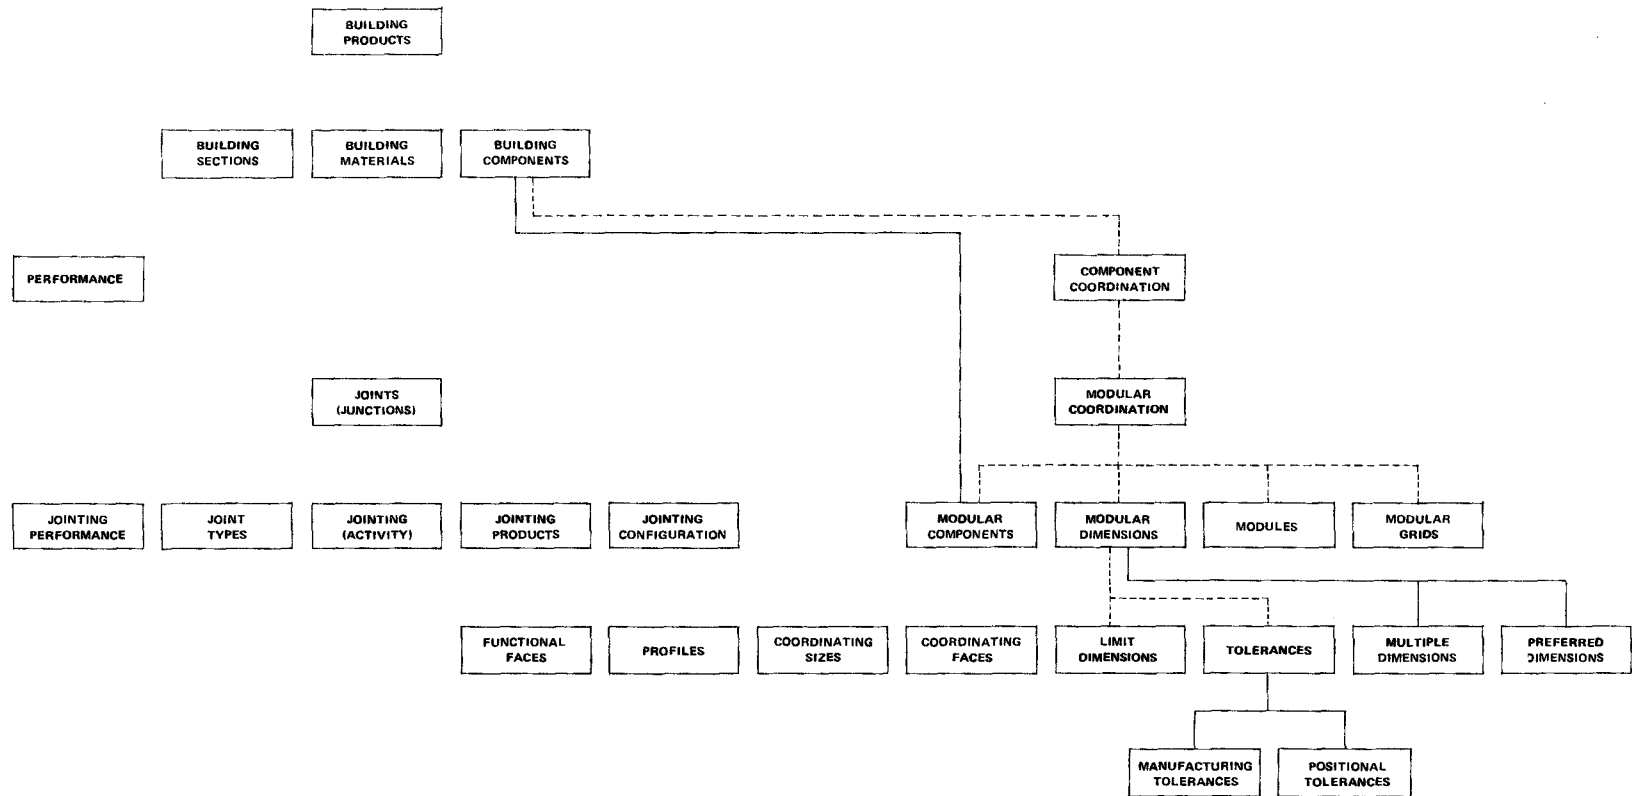 BUILDING
PRODUCTS
BUILDING
SECTIONS
BUILDING
MATERIALS
BUILDING
COMPONENTS
PERFORMANCE
COMPONENT
COORDINATION
JOINTS
(JUNCTIONS)
MODULAR
COORDINATION
JOINTING
PERFORMANCE
JOINT
TYPES
JOINTING
(ACTIVITY)
JOINTING
PRODUCTS
JOINTING
CONFIGURATION
MODULAR
COMPONENTS
MODULAR
DIMENSIONS
MODULES
MODULAR
GRIDS
FUNCTIONAL
FACES
PROFILES
COORDINATING
SIZES
COORDINATING
FACES
LIMIT
DIMENSIONS
TOLERANCES
MULTIPLE
DIMENSIONS
PREFERRED
DIMENSIONS
MANUFACTURING
TOLERANCES
POSITIONAL
TOLERANCES